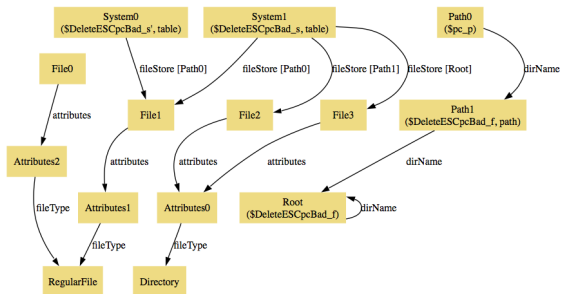 System0
($DeleteESCpcBad_s', table)
System1
($DeleteESCpcBad_s, table)
Path0
($pc_p)
File0
fileStore [Path0]
fileStore [Path0]
fileStore [Path1]
fileStore [Root]
dirName
attributes
File1
File2
File3
Path1
($DeleteESCpcBad_f, path)
Attributes2
attributes
attributes
attributes
dirName
fileType
Attributes1
Attributes0
Root
($DeleteESCpcBad_f)
dirName
fileType
fileType
RegularFile
Directory